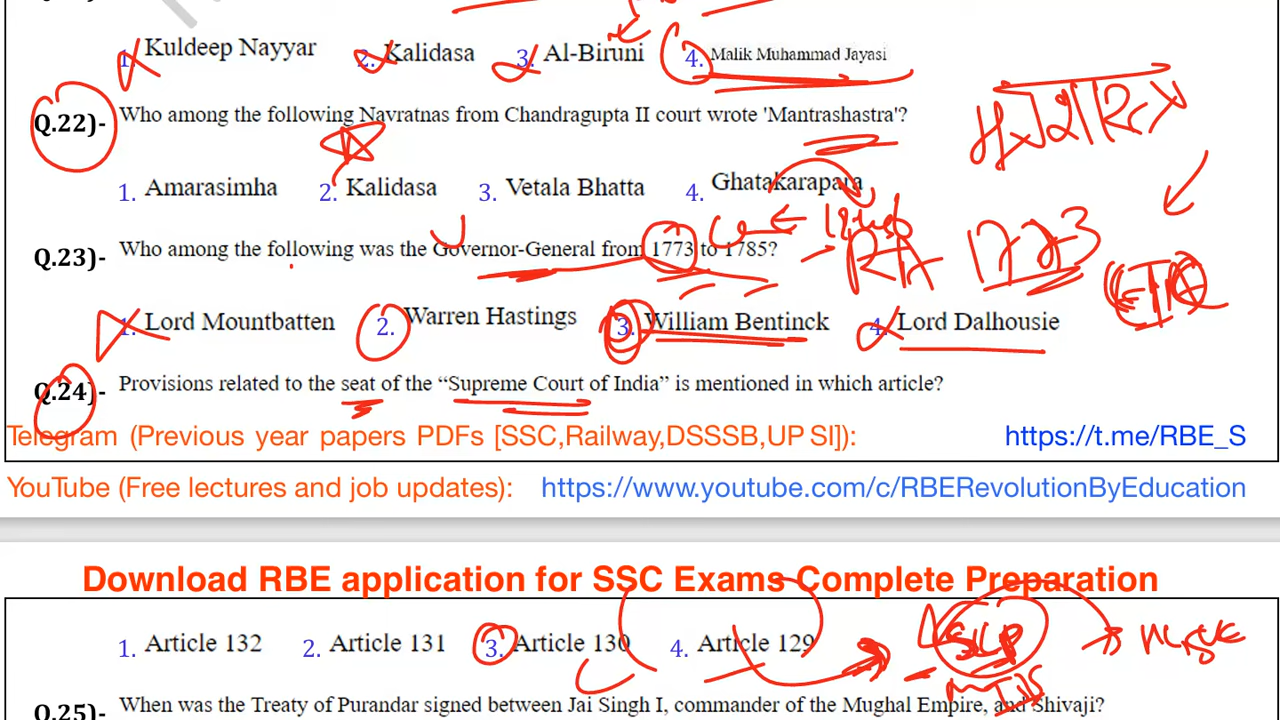 1. Kuldeep Nayyar 2. Kalidasa 3. Al-Biruni 4. Malik Muhammad Jayasi
Q.22)- Who among the following Navratnas from Chandragupta II court wrote 'Mantrashastra'?
1. Amarasimha 2. Kalidasa 3. Vetala Bhatta 4. Ghatakarapara
Q.23)- Who among the following was the Governor-General from 1773 to 1785?
1773
1. Lord Mountbatten 2. Warren Hastings 3. William Bentinck 4. Lord Dalhousie
Q.24)- Provisions related to the seat of the “Supreme Court of India” is mentioned in which article?
Telegram (Previous year papers PDFs [SSC,Railway,DSSSB,UP SI]): https://t.me/RBE_S
YouTube (Free lectures and job updates): https://www.youtube.com/c/RBERevolutionByEducation
Download RBE application for SSC Exams Complete Preparation
1. Article 132 2. Article 131 3. Article 130 4. Article 129
Q.25)- When was the Treaty of Purandar signed between Jai Singh I, commander of the Mughal Empire, and Shivaji?